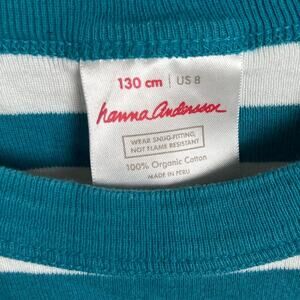 130 cm | US 8
hanna andersson
WEAR SNUG-FITTING,
NOT FLAME RESISTANT
100% Organic Cotton
MADE IN PERU